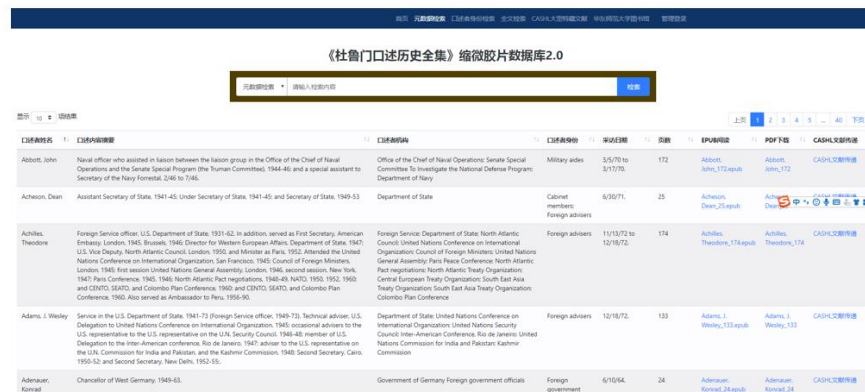 首页 元数据检索 口述者身份检索 全文检索 CASHL大型特藏文献 华东师范大学图书馆 管理登录
《杜鲁门口述历史全集》缩微胶片数据库2.0
元数据检索 请输入检索内容 检索
显示 10 项结果
上页 1 2 3 4 5 ... 40 下页
口述者姓名 口述内容摘要 口述者机构 口述者身份 采访日期 页数 EPUB阅读 PDF下载 CASHL文献传递
Abbott, John Naval officer who assisted in liaison between the liaison group in the Office of the Chief of Naval Office of the Chief of Naval Operations: Senate Special Military aides 3/5/70 to 172 Abbott, Abbott, CASHL文献传递
Operations and the Senate Special Program (the Truman Committee), 1944-46; and a special assistant to Committee To Investigate the National Defense Program; 3/17/70. John_172.epub John_172
Secretary of the Navy Forrestal, 2/46 to 7/46. Department of Navy
Acheson, Dean Assistant Secretary of State, 1941-45; Under Secretary of State, 1941-45; and Secretary of State, 1949-53 Department of State Cabinet 6/30/71. 25 Acheson, CASHL文献传递
members; Dean_25.epub 中
Foreign advisers
Achilles, Foreign Service officer, U.S. Department of State, 1931-62. In addition, served as First Secretary, American Foreign Service: Department of State: North Atlantic Foreign advisers 11/13/72 to 174 Achilles, Achilles, CASHL文献传递
Theodore Embassy, London, 1945, Brussels, 1946; Director for Western European Affairs, Department of State, 1947; Council: United Nations Conference on International 12/18/72. Theodore_174.epub Theodore_174
U.S. Vice Deputy, North Atlantic Council, London, 1950, and Minister as Paris, 1952. Attended the United Organization; Council of Foreign Ministers; United Nations
Nations Conference on International Organization, San Francisco, 1945; Council of Foreign Ministers, General Assembly; Paris Peace Conference; North Atlantic
London, 1945; first session United Nations General Assembly, London, 1946, second session, New York, Pact negotiations; North Atlantic Treaty Organization;
1947; Paris Conference, 1945, 1946; North Atlantic Pact negotiations, 1948-49, NATO, 1950, 1952, 1960; Central European Treaty Organization; South East Asia
and CENTO, SEATO, and Colombo Plan Conference, 1960; and CENTO, SEATO, and Colombo Plan Treaty Organization; South East Asia Treaty Organization;
Conference, 1960. Also served as Ambassador to Peru, 1956-90. Colombo Plan Conference
Adams, J. Wesley Service in the U.S. Department of State, 1941-73 (Foreign Service officer, 1949-73). Technical adviser, U.S. Department of State: United Nations Conference on Foreign advisers 12/18/72. 133 Adams, J. Adams, J. CASHL文献传递
Delegation to United Nations Conference on International Organization, 1945; occasional advisers to the International Organization; United Nations Security Wesley_133.epub Wesley_133
U.S. representative to the U.S. representative on the U.N. Security Council, 1946-48; member of U.S. Council; Inter-American Conference, Rio de Janeiro; United
Delegation to the Inter-American conference, Rio de Janeiro, 1947; adviser to the U.S. representative on Nations Commission for India and Pakistan; Kashmir
the U.N. Commission for India and Pakistan, and the Kashmir Commission, 1948; Second Secretary, Cairo, Commission
1950-52; and Second Secretary, New Delhi, 1952-55;.
Adenauer, Chancellor of West Germany, 1949-63. Government of Germany Foreign government officials Foreign 6/10/64. 24 Adenauer, Adenauer, CASHL文献传递
Konrad government Konrad_24.epub Konrad_24